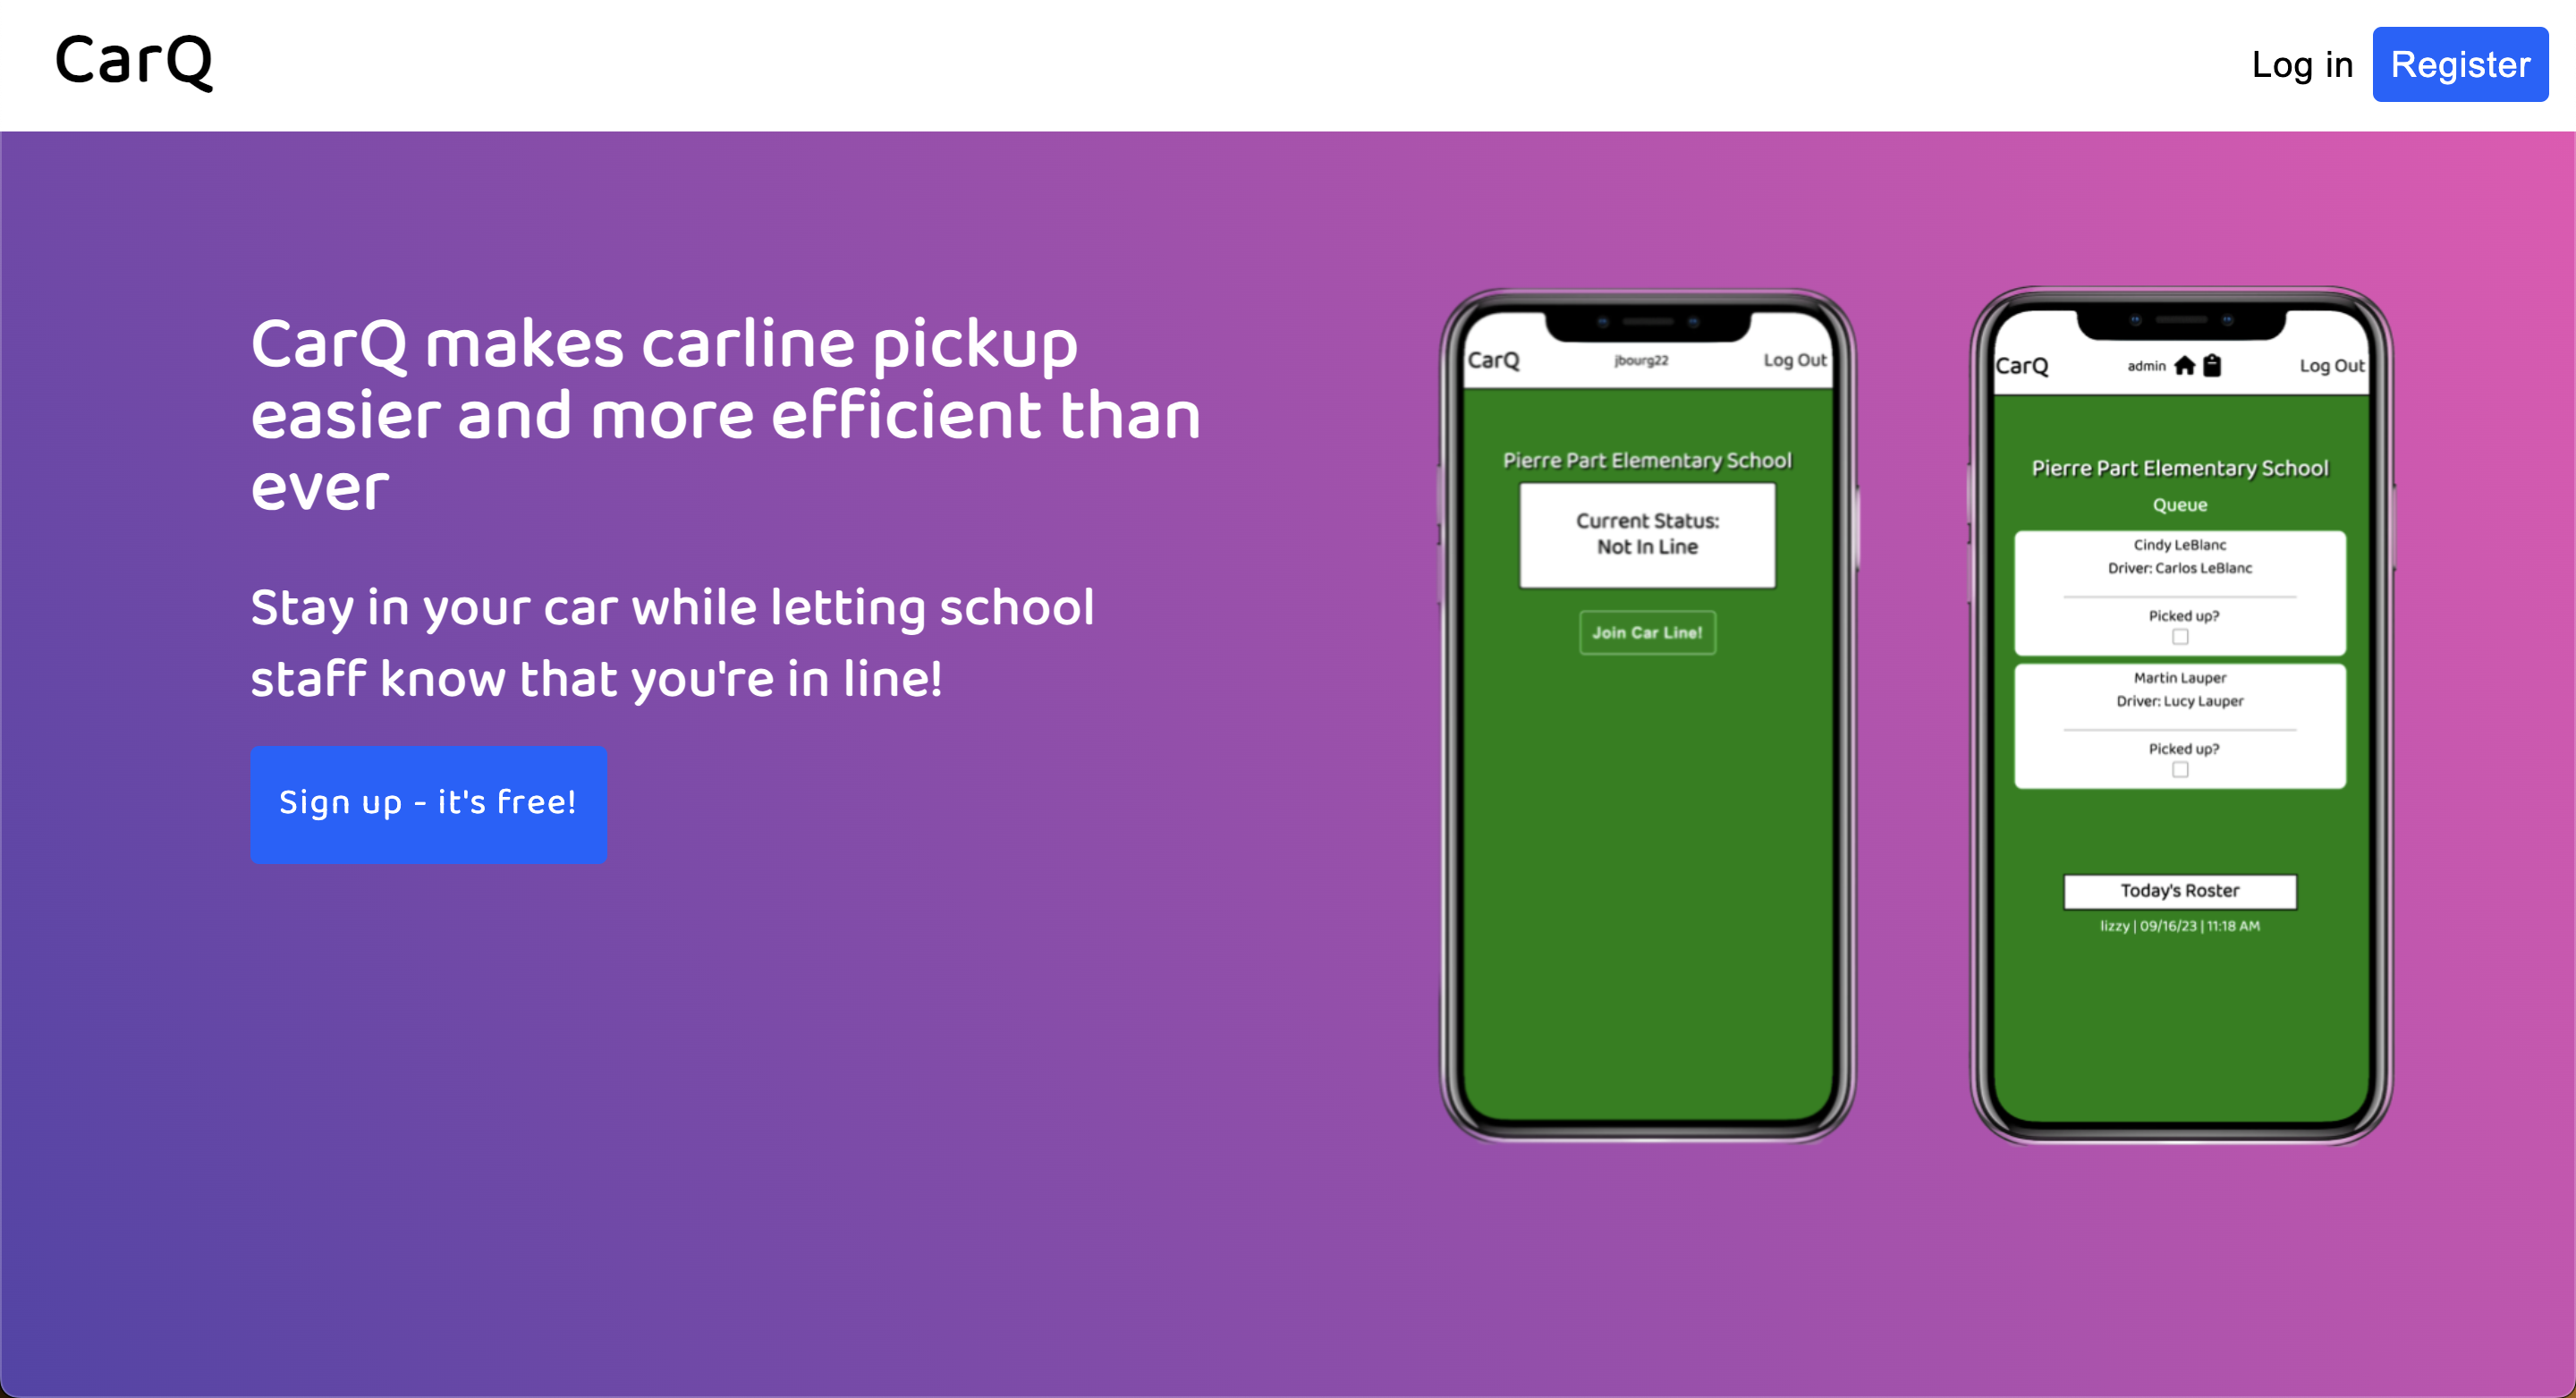 CarQ
Log in
Register
CarQ makes carline pickup
easier and more efficient than
ever
Stay in your car while letting school
staff know that you're in line!
Sign up - it's free!
CarQ
jbourg22
Log Out
Pierre Part Elementary School
Current Status:
Not In Line
Join Car Line!
CarQ
admin
Log Out
Pierre Part Elementary School
Queue
Cindy LeBlanc
Driver: Carlos LeBlanc
Picked up?
Martin Lauper
Driver: Lucy Lauper
Picked up?
Today's Roster
lizzy | 09/16/23 | 11:18 AM